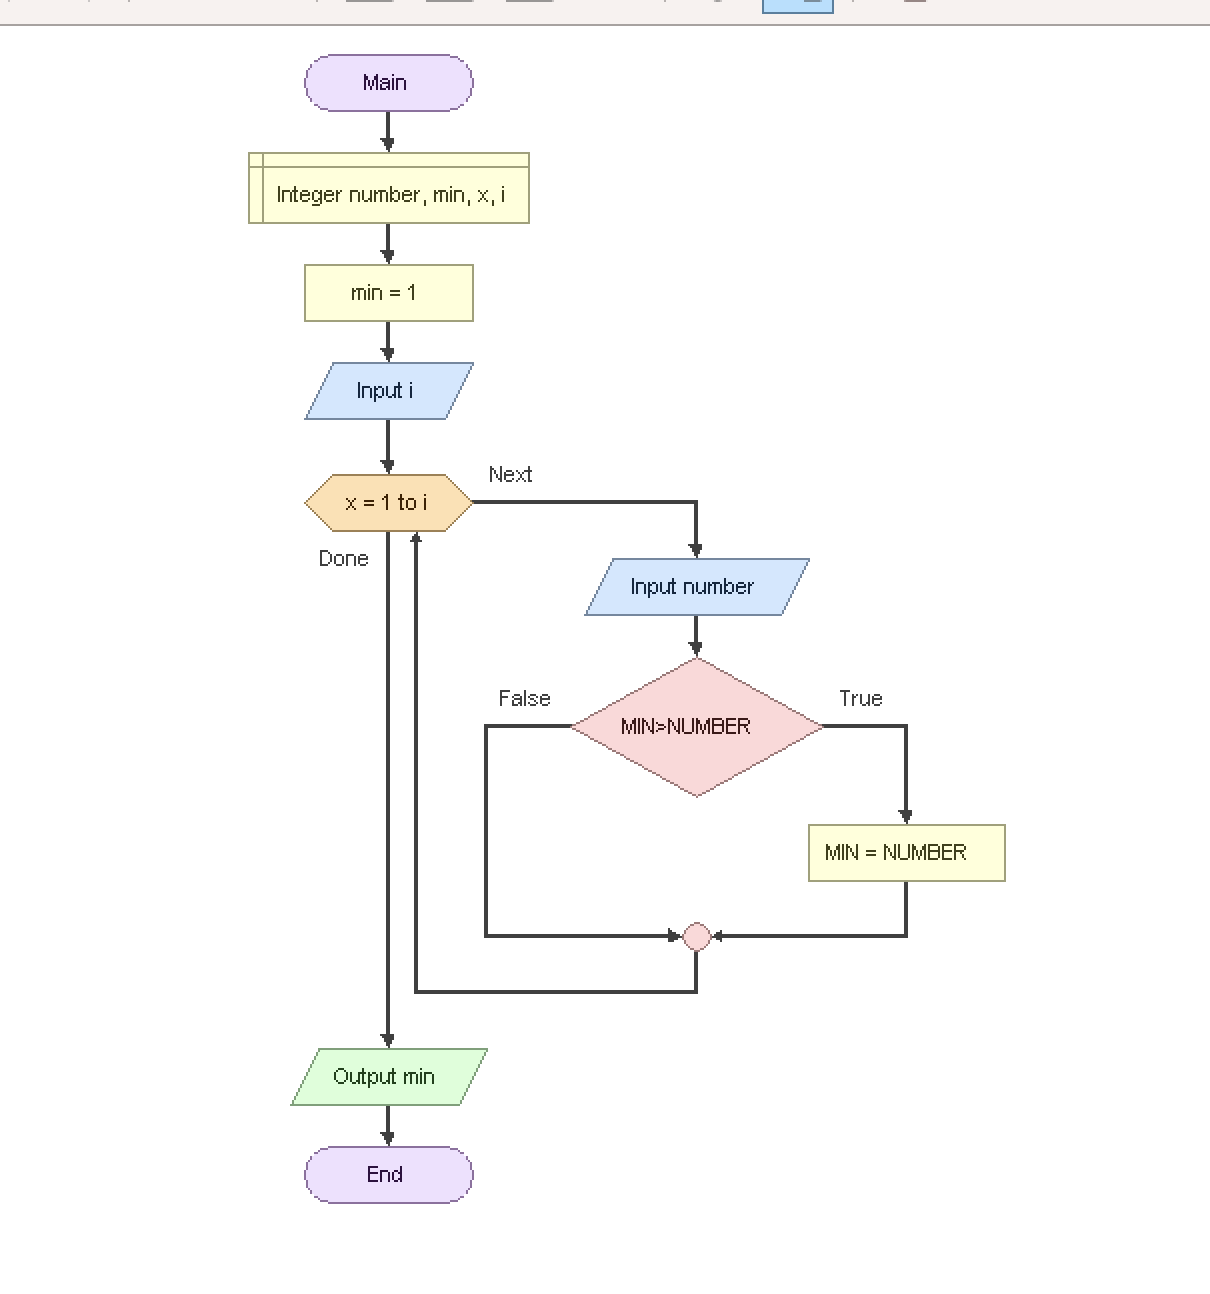 Main
Integer number, min, x, i
min = 1
Input i
Next
x = 1 to i
Done
Input number
False
True
MIN>NUMBER
MIN = NUMBER
Output min
End